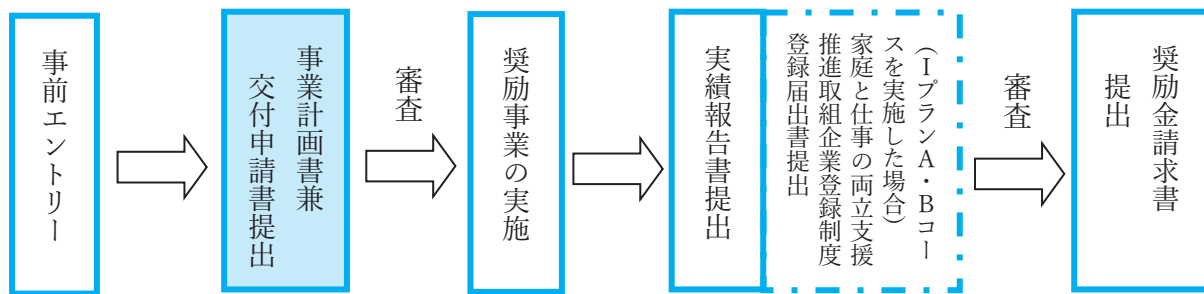 事前エントリー
事業計画書兼
交付申請書提出
審査
奨励事業の実施
実績報告書提出
(ⅠプランA・Bコー
スを実施した場合)
家庭と仕事の両立支援
推進取組企業登録制度
登録届出書提出
審査
奨励金請求書
提出